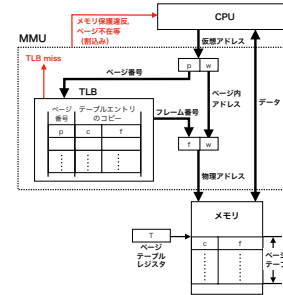 メモリ保護違反,
ページ不在等
(割込み)
CPU
MMU
仮想アドレス
TLB miss
ページ番号
p
w
TLB
ページ内
アドレス
データ
ページ
番号
テーブルエントリ
のコピー
フレーム番号
p
c
f
f
w
物理アドレス
メモリ
T
ページ
テーブル
レジスタ
c
f
ページ
テーブ